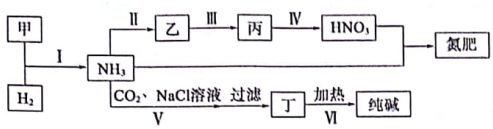 甲
H₂
Ⅰ
NH₃
Ⅱ
乙
Ⅲ
丙
Ⅳ
HNO₃
氮肥
CO₂、NaCl溶液 过滤
Ⅴ
丁
加热
Ⅵ
纯碱